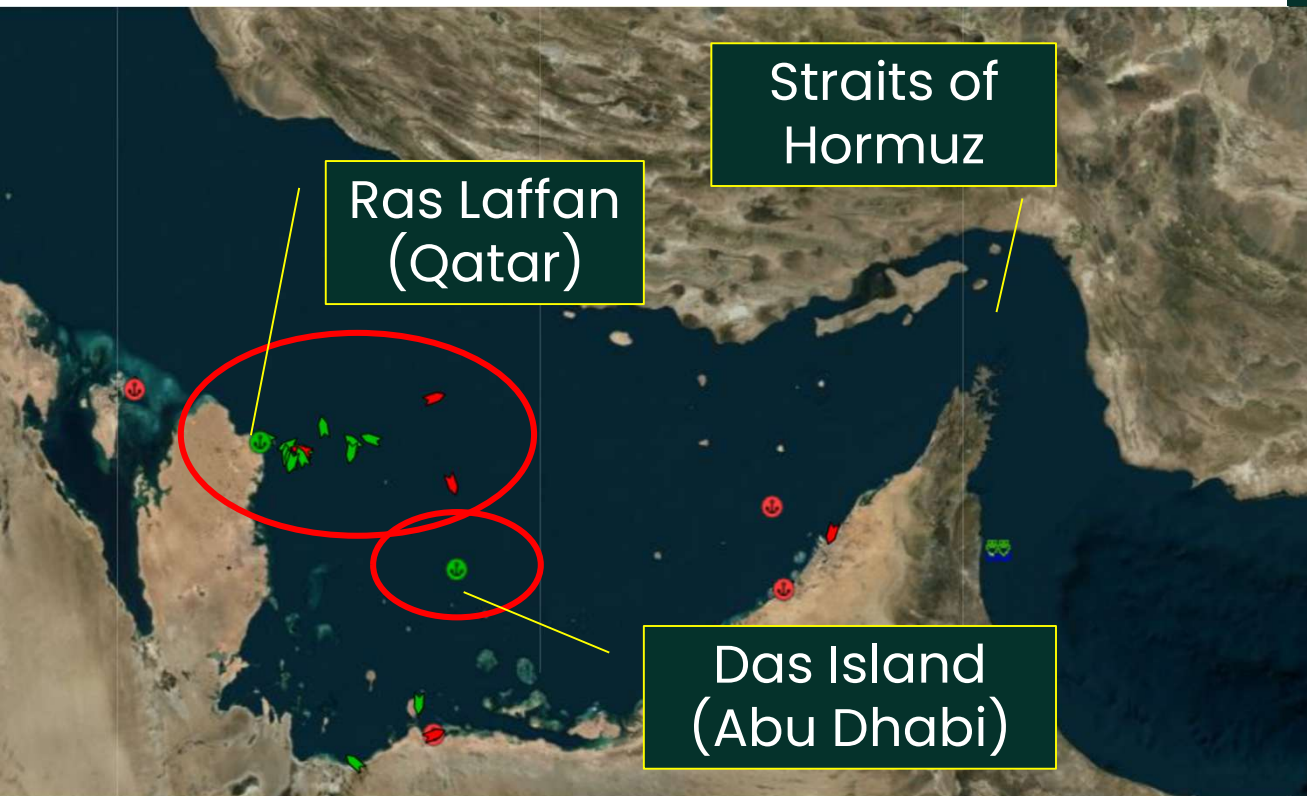 Straits of
Hormuz
Ras Laffan
(Qatar)
Das Island
(Abu Dhabi)